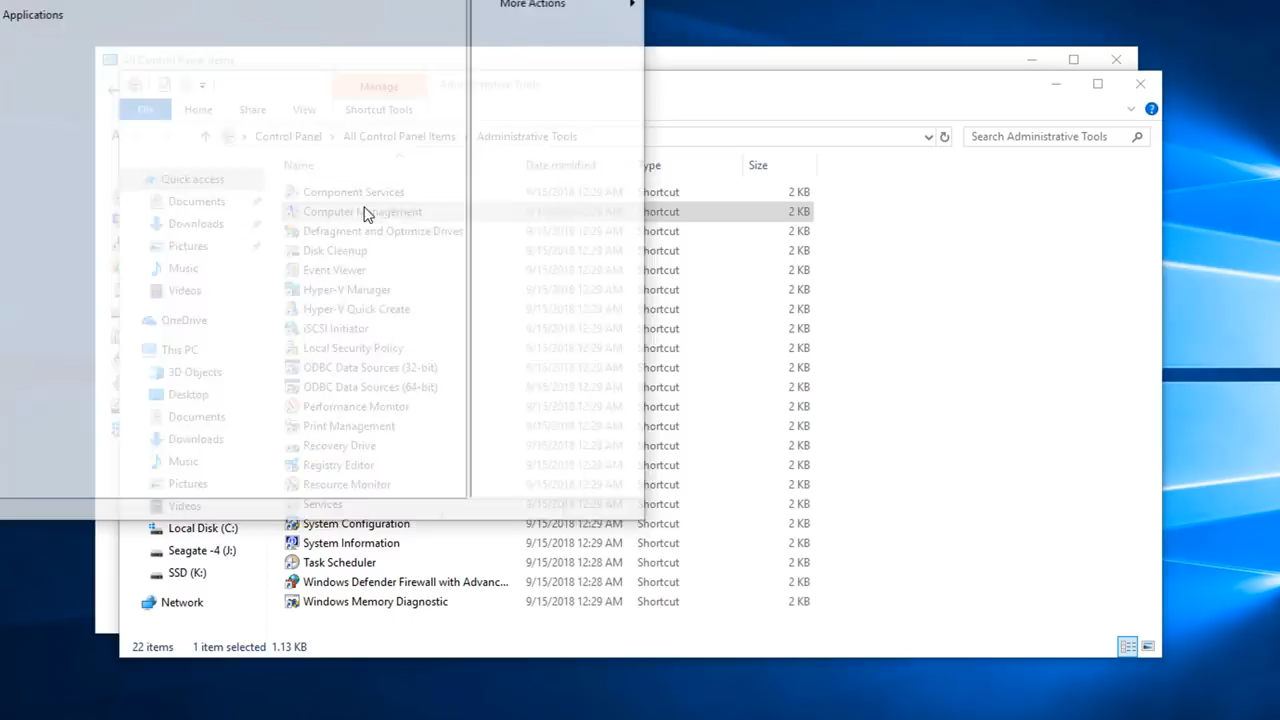 More Actions
Applications
All Control Panel Items
Manage
Administrative Tools
File
Home
Share
View
Shortcut Tools
Control Panel
All Control Panel Items
Administrative Tools
Search Administrative Tools
Name
Date modified
Type
Size
Quick access
Documents
Downloads
Pictures
Music
Videos
OneDrive
This PC
3D Objects
Desktop
Documents
Downloads
Music
Pictures
Videos
Local Disk (C:)
Seagate -4 (J:)
SSD (K:)
Network
Component Services 9/15/2018 12:29 AM Shortcut 2 KB
Computer Management 9/15/2018 12:29 AM Shortcut 2 KB
Defragment and Optimize Drives 9/15/2018 12:29 AM Shortcut 2 KB
Disk Cleanup 9/15/2018 12:29 AM Shortcut 2 KB
Event Viewer 9/15/2018 12:29 AM Shortcut 2 KB
Hyper-V Manager 9/15/2018 12:29 AM Shortcut 2 KB
Hyper-V Quick Create 9/15/2018 12:29 AM Shortcut 2 KB
iSCSI Initiator 9/15/2018 12:29 AM Shortcut 2 KB
Local Security Policy 9/15/2018 12:29 AM Shortcut 2 KB
ODBC Data Sources (32-bit) 9/15/2018 12:29 AM Shortcut 2 KB
ODBC Data Sources (64-bit) 9/15/2018 12:29 AM Shortcut 2 KB
Performance Monitor 9/15/2018 12:29 AM Shortcut 2 KB
Print Management 9/15/2018 12:29 AM Shortcut 2 KB
Recovery Drive 9/15/2018 12:29 AM Shortcut 2 KB
Registry Editor 9/15/2018 12:28 AM Shortcut 2 KB
Resource Monitor 9/15/2018 12:28 AM Shortcut 2 KB
Services 9/15/2018 12:29 AM Shortcut 2 KB
System Configuration 9/15/2018 12:29 AM Shortcut 2 KB
System Information 9/15/2018 12:29 AM Shortcut 2 KB
Task Scheduler 9/15/2018 12:28 AM Shortcut 2 KB
Windows Defender Firewall with Advanc... 9/15/2018 12:28 AM Shortcut 2 KB
Windows Memory Diagnostic 9/15/2018 12:29 AM Shortcut 2 KB
22 items 1 item selected 1.13 KB